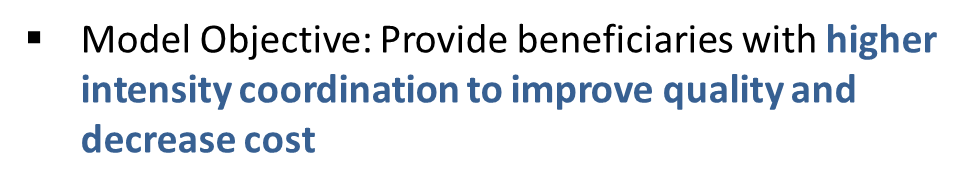 ▪ Model Objective: Provide beneficiaries with higher
intensity coordination to improve quality and
decrease cost